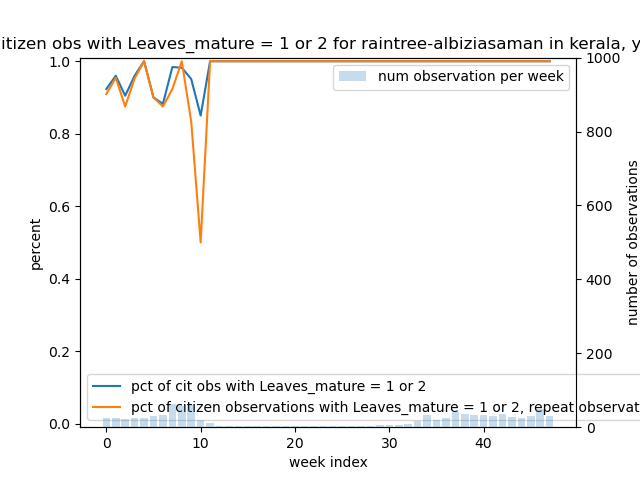 itizen obs with Leaves_mature = 1 or 2 for raintree-albiziasaman in kerala, y
1.0
0.8
0.6
0.4
0.2
0.0
percent
1000
800
600
400
200
0
number of observations
num observation per week
pct of cit obs with Leaves_mature = 1 or 2
pct of citizen observations with Leaves_mature = 1 or 2, repeat observat
0 10 20 30 40
week index